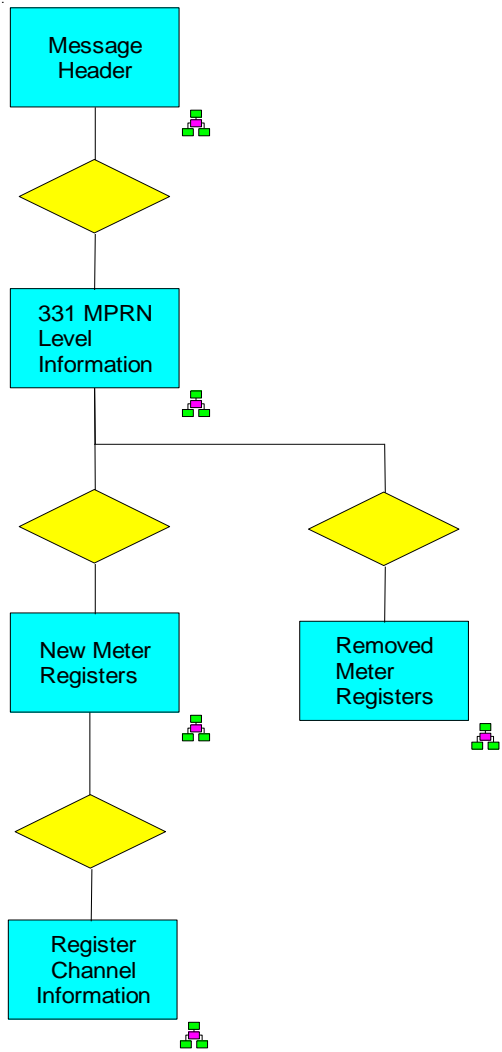 Message
Header
331 MPRN
Level
Information
New Meter
Registers
Removed
Meter
Registers
Register
Channel
Information